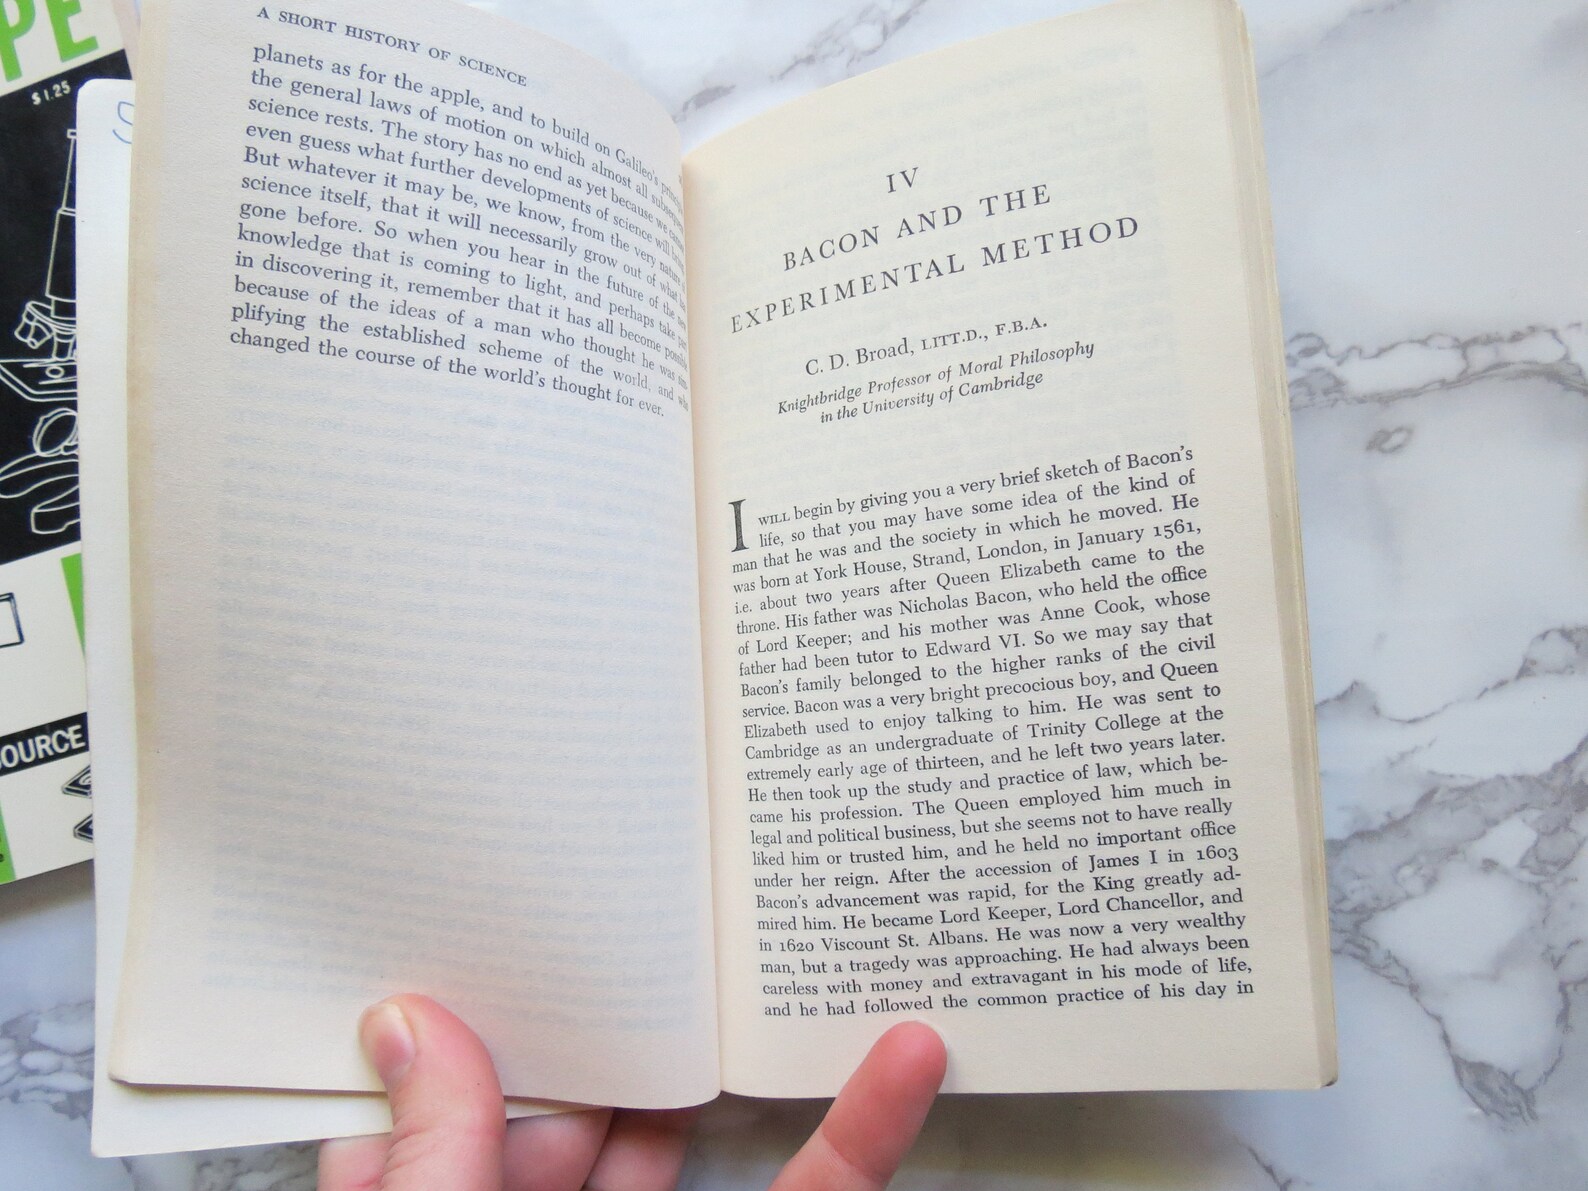 PE
$1.25
OURCE
A SHORT HISTORY OF SCIENCE
planets as for the apple, and to build on Galileo's
the general laws of motion on which almost all
science rests. The story has no end as yet because we cannot
even guess what further developments of science will bring.
But whatever it may be, we know, from the very nature of
science itself, that it will necessarily grow out of what has
gone before. So when you hear in the future of the new
knowledge that is coming to light, and perhaps take part
in discovering it, remember that it has all become possible
because of the ideas of a man who thought he was sim-
plifying the established scheme of the world, and who
changed the course of the world's thought for ever.
IV
BACON AND THE
EXPERIMENTAL METHOD
C. D. Broad, LITT.D., F.B.A.
Knightbridge Professor of Moral Philosophy
in the University of Cambridge
I WILL begin by giving you a very brief sketch of Bacon's
life, so that you may have some idea of the kind of
man that he was and the society in which he moved. He
was born at York House, Strand, London, in January 1561,
i.e. about two years after Queen Elizabeth came to the
throne. His father was Nicholas Bacon, who held the office
of Lord Keeper; and his mother was Anne Cook, whose
father had been tutor to Edward VI. So we may say that
Bacon's family belonged to the higher ranks of the civil
service. Bacon was a very bright precocious boy, and Queen
Elizabeth used to enjoy talking to him. He was sent to
Cambridge as an undergraduate of Trinity College at the
extremely early age of thirteen, and he left two years later.
He then took up the study and practice of law, which be-
came his profession. The Queen employed him much in
legal and political business, but she seems not to have really
liked him or trusted him, and he held no important office
under her reign. After the accession of James I in 1603
Bacon's advancement was rapid, for the King greatly ad-
mired him. He became Lord Keeper, Lord Chancellor, and
in 1620 Viscount St. Albans. He was now a very wealthy
man, but a tragedy was approaching. He had always been
careless with money and extravagant in his mode of life,
and he had followed the common practice of his day in